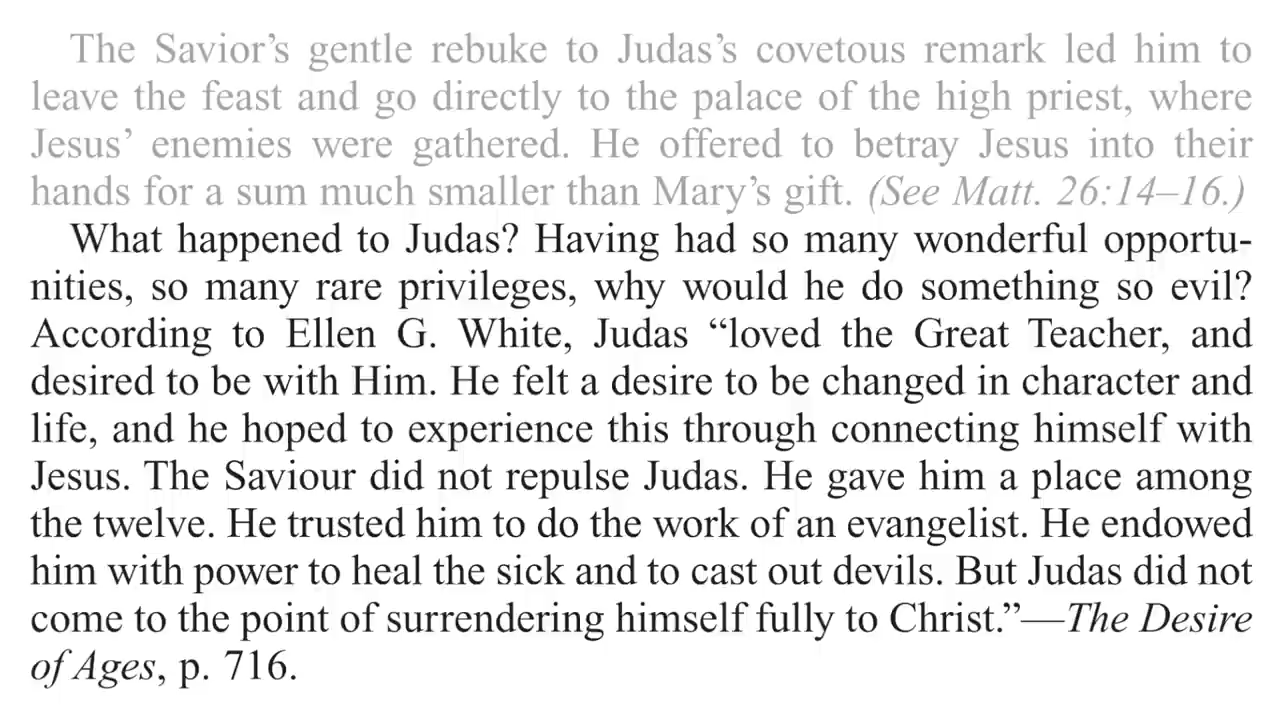 The Savior’s gentle rebuke to Judas’s covetous remark led him to
leave the feast and go directly to the palace of the high priest, where
Jesus’ enemies were gathered. He offered to betray Jesus into their
hands for a sum much smaller than Mary’s gift. (See Matt. 26:14–16.)
What happened to Judas? Having had so many wonderful opportu-
nities, so many rare privileges, why would he do something so evil?
According to Ellen G. White, Judas “loved the Great Teacher, and
desired to be with Him. He felt a desire to be changed in character and
life, and he hoped to experience this through connecting himself with
Jesus. The Saviour did not repulse Judas. He gave him a place among
the twelve. He trusted him to do the work of an evangelist. He endowed
him with power to heal the sick and to cast out devils. But Judas did not
come to the point of surrendering himself fully to Christ.”—The Desire
of Ages, p. 716.